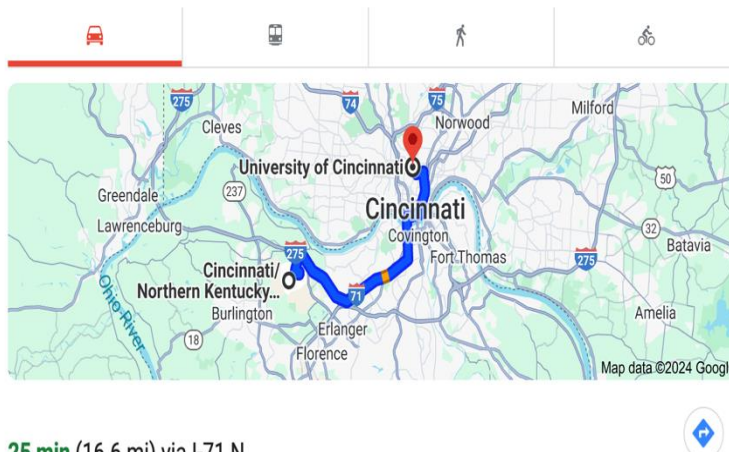 74
75
275
Milford
Cleves
Norwood
University of Cincinnati
50
Greendale
237
Cincinnati
Lawrenceburg
32
Covington
Batavia
275
Fort Thomas
275
Cincinnati/
Northern Kentucky...
71
Burlington
Amelia
Ohio River
Erlanger
18
Florence
Map data ©2024 Googl
25 min (16.6 mi) via I-71 N